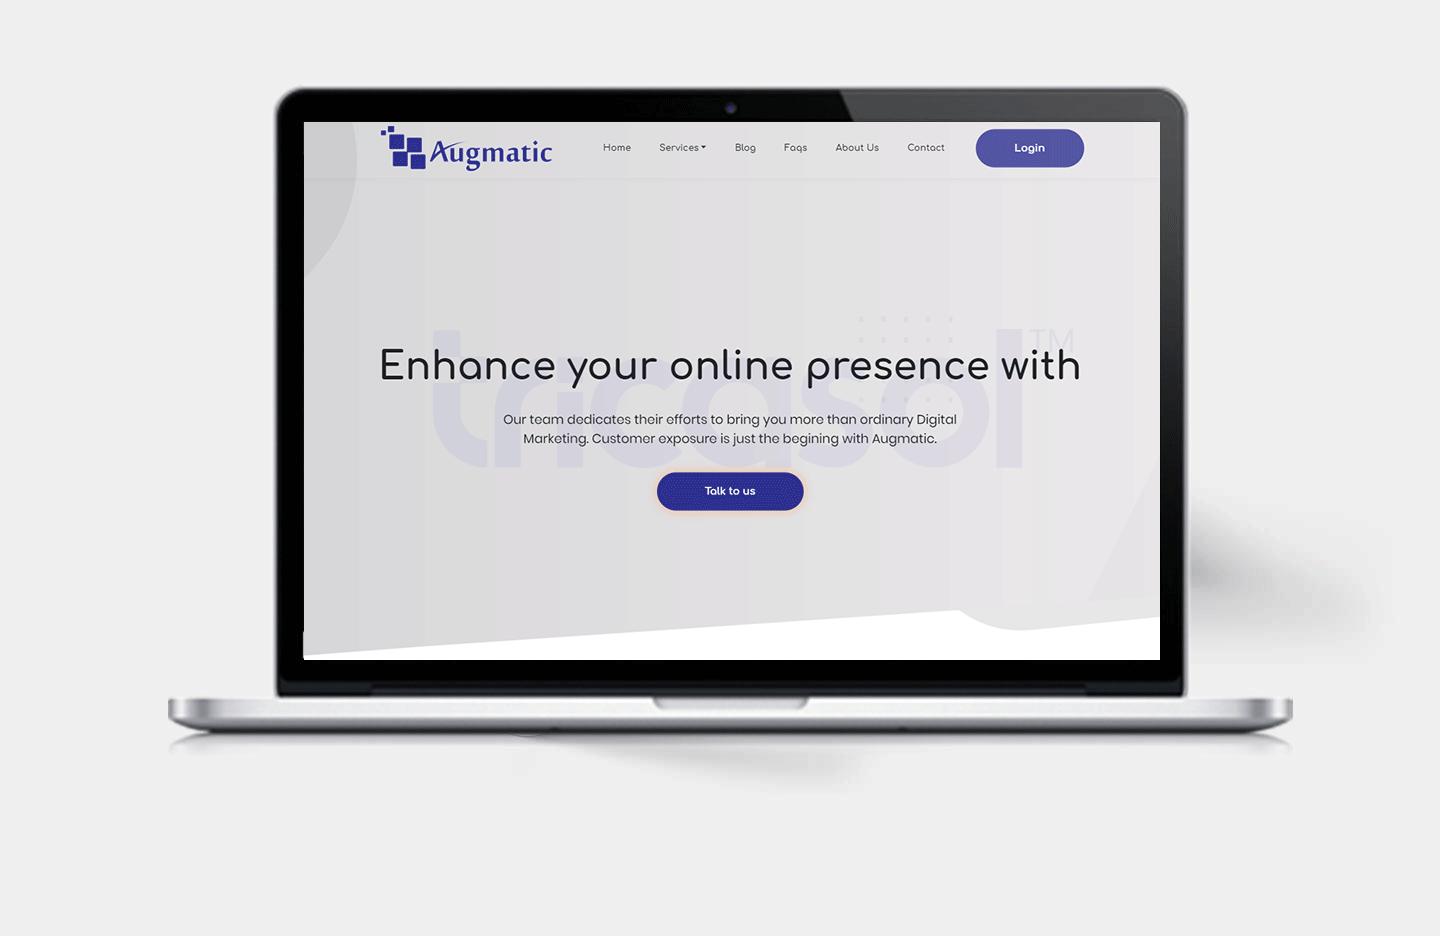 Augmatic
Home Services Blog Faqs About Us Contact Login
tricasol TM
Enhance your online presence with
Our team dedicates their efforts to bring you more than ordinary Digital
Marketing. Customer exposure is just the begining with Augmatic.
Talk to us